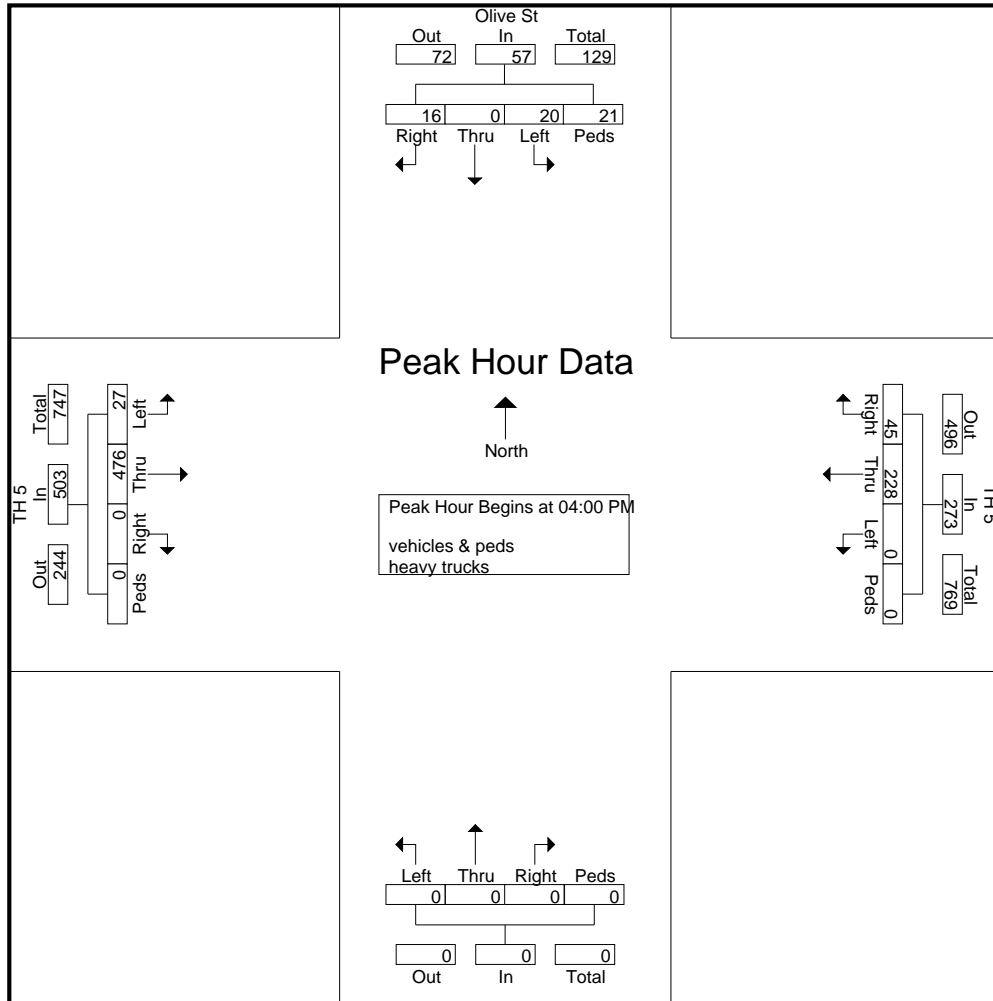 Olive St
Out In Total
72 57 129
16 0 20 21
Right Thru Left Peds
Peak Hour Data
North
Peak Hour Begins at 04:00 PM
vehicles & peds
heavy trucks
TH 5
Total In Out
747 503 244
27 476 0 0
Left Thru Right Peds
TH 5
Out In Total
496 273 769
45 228 0 0
Right Thru Left Peds
Left Thru Right Peds
0 0 0 0
0 0 0
Out In Total